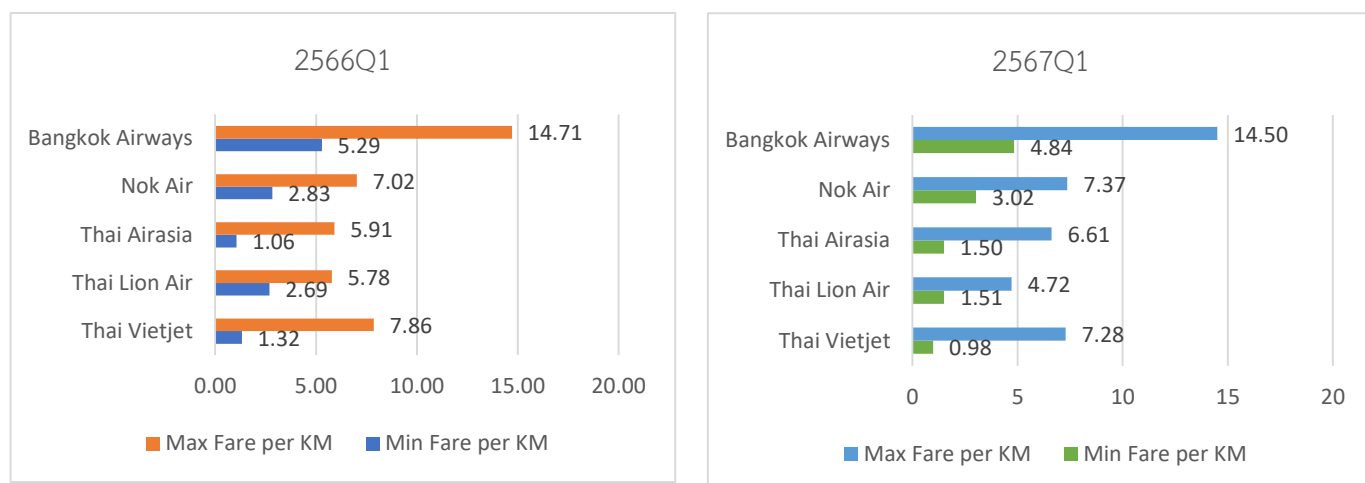 2566Q1
Bangkok Airways
14.71
5.29
Nok Air
7.02
2.83
Thai Airasia
5.91
1.06
Thai Lion Air
5.78
2.69
Thai Vietjet
7.86
1.32
0.00 5.00 10.00 15.00 20.00
Max Fare per KM Min Fare per KM
2567Q1
Bangkok Airways
14.50
4.84
Nok Air
7.37
3.02
Thai Airasia
6.61
1.50
Thai Lion Air
4.72
1.51
Thai Vietjet
7.28
0.98
0 5 10 15 20
Max Fare per KM Min Fare per KM